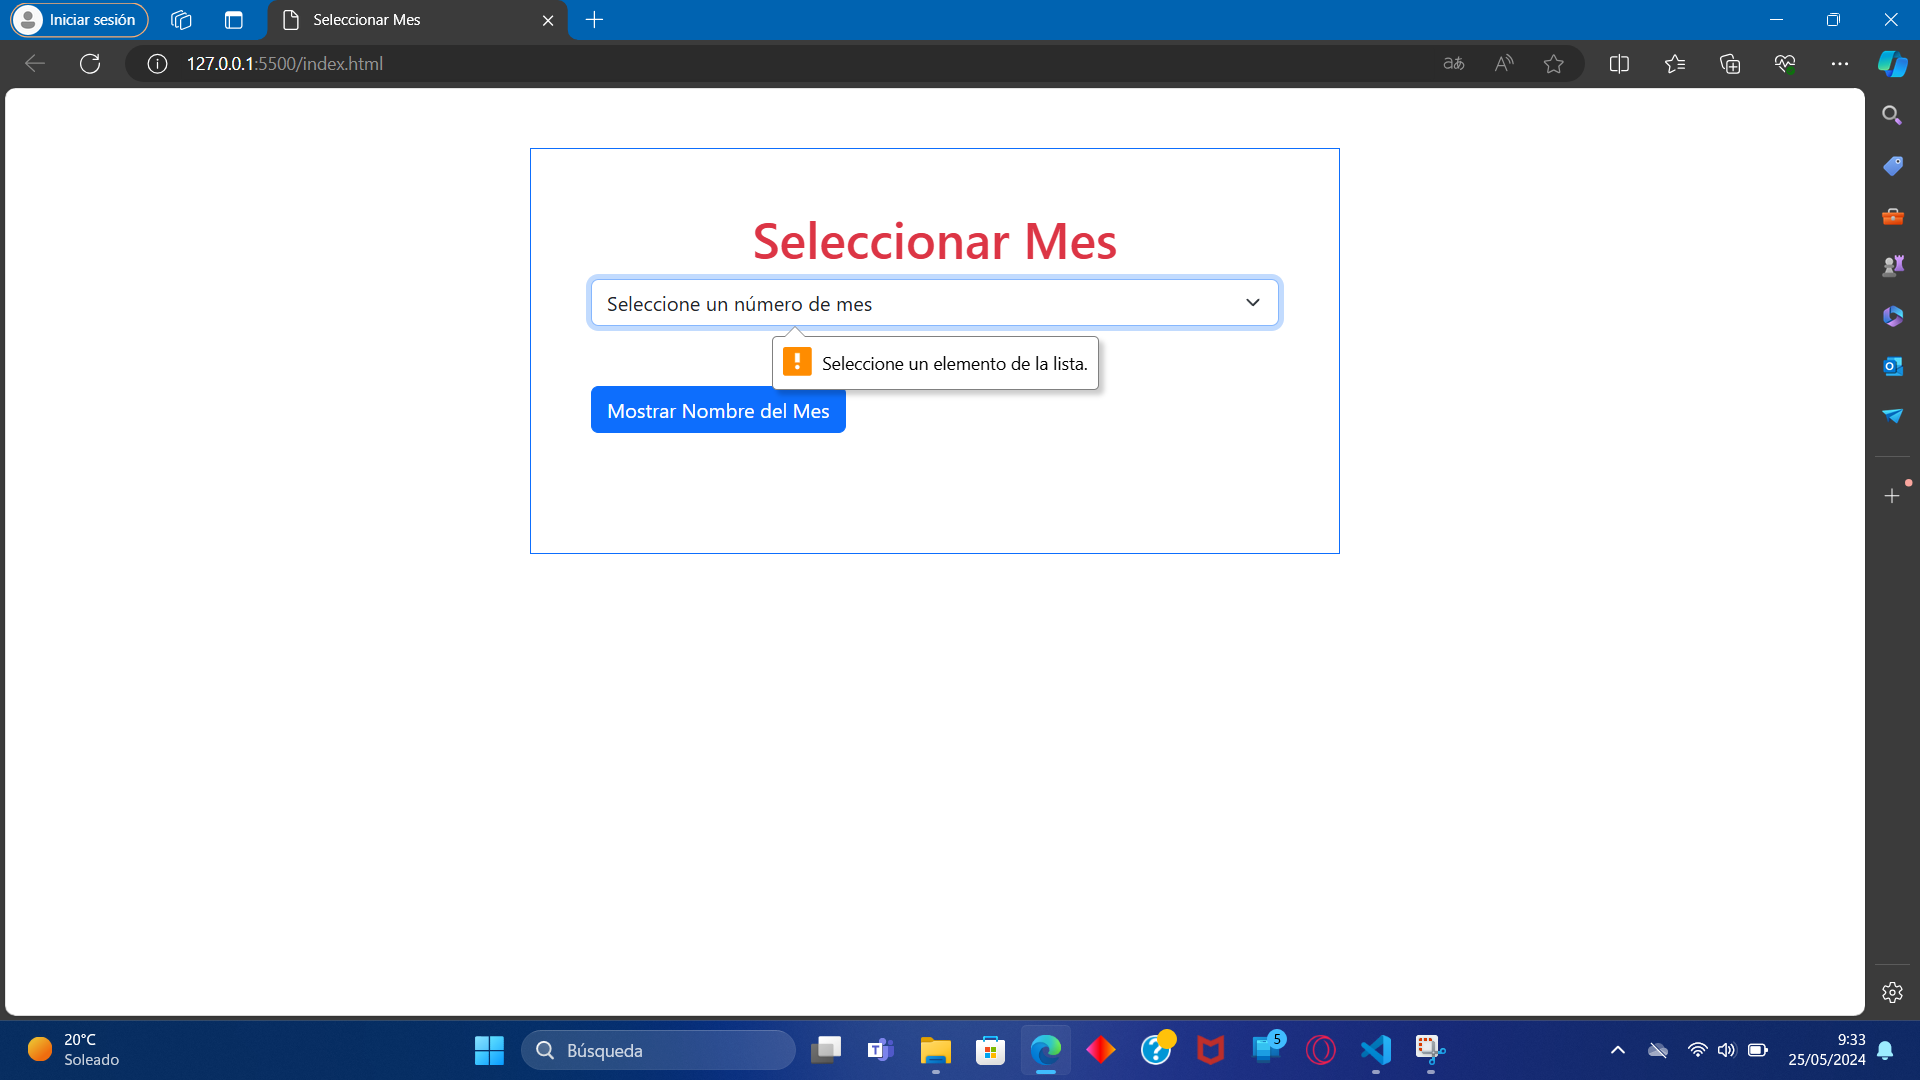 Iniciar sesión
Seleccionar Mes
127.0.0.1:5500/index.html
Seleccionar Mes
Seleccione un número de mes
Seleccione un elemento de la lista.
Mostrar Nombre del Mes
20°C
Soleado
Búsqueda
5
9:33
25/05/2024